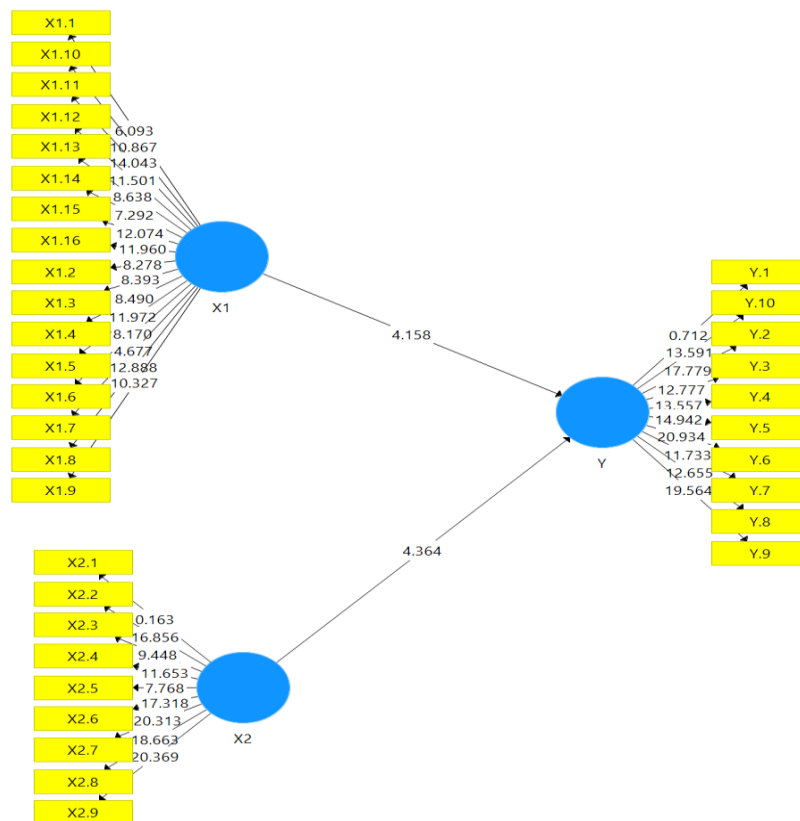 X1.1
X1.10
X1.11
X1.12
X1.13
X1.14
X1.15
X1.16
X1.2
X1.3
X1.4
X1.5
X1.6
X1.7
X1.8
X1.9
6.093
10.867
14.043
11.501
8.638
7.292
12.074
11.960
8.278
8.393
8.490
11.972
8.170
4.677
12.888
10.327
X1
4.158
Y.1
Y.10
Y.2
Y.3
Y.4
Y.5
Y.6
Y.7
Y.8
Y.9
0.712
13.591
17.779
12.777
13.557
14.942
20.934
11.733
12.655
19.564
Y
4.364
X2.1
X2.2
X2.3
X2.4
X2.5
X2.6
X2.7
X2.8
X2.9
0.163
16.856
9.448
11.653
7.768
17.318
20.313
18.663
20.369
X2